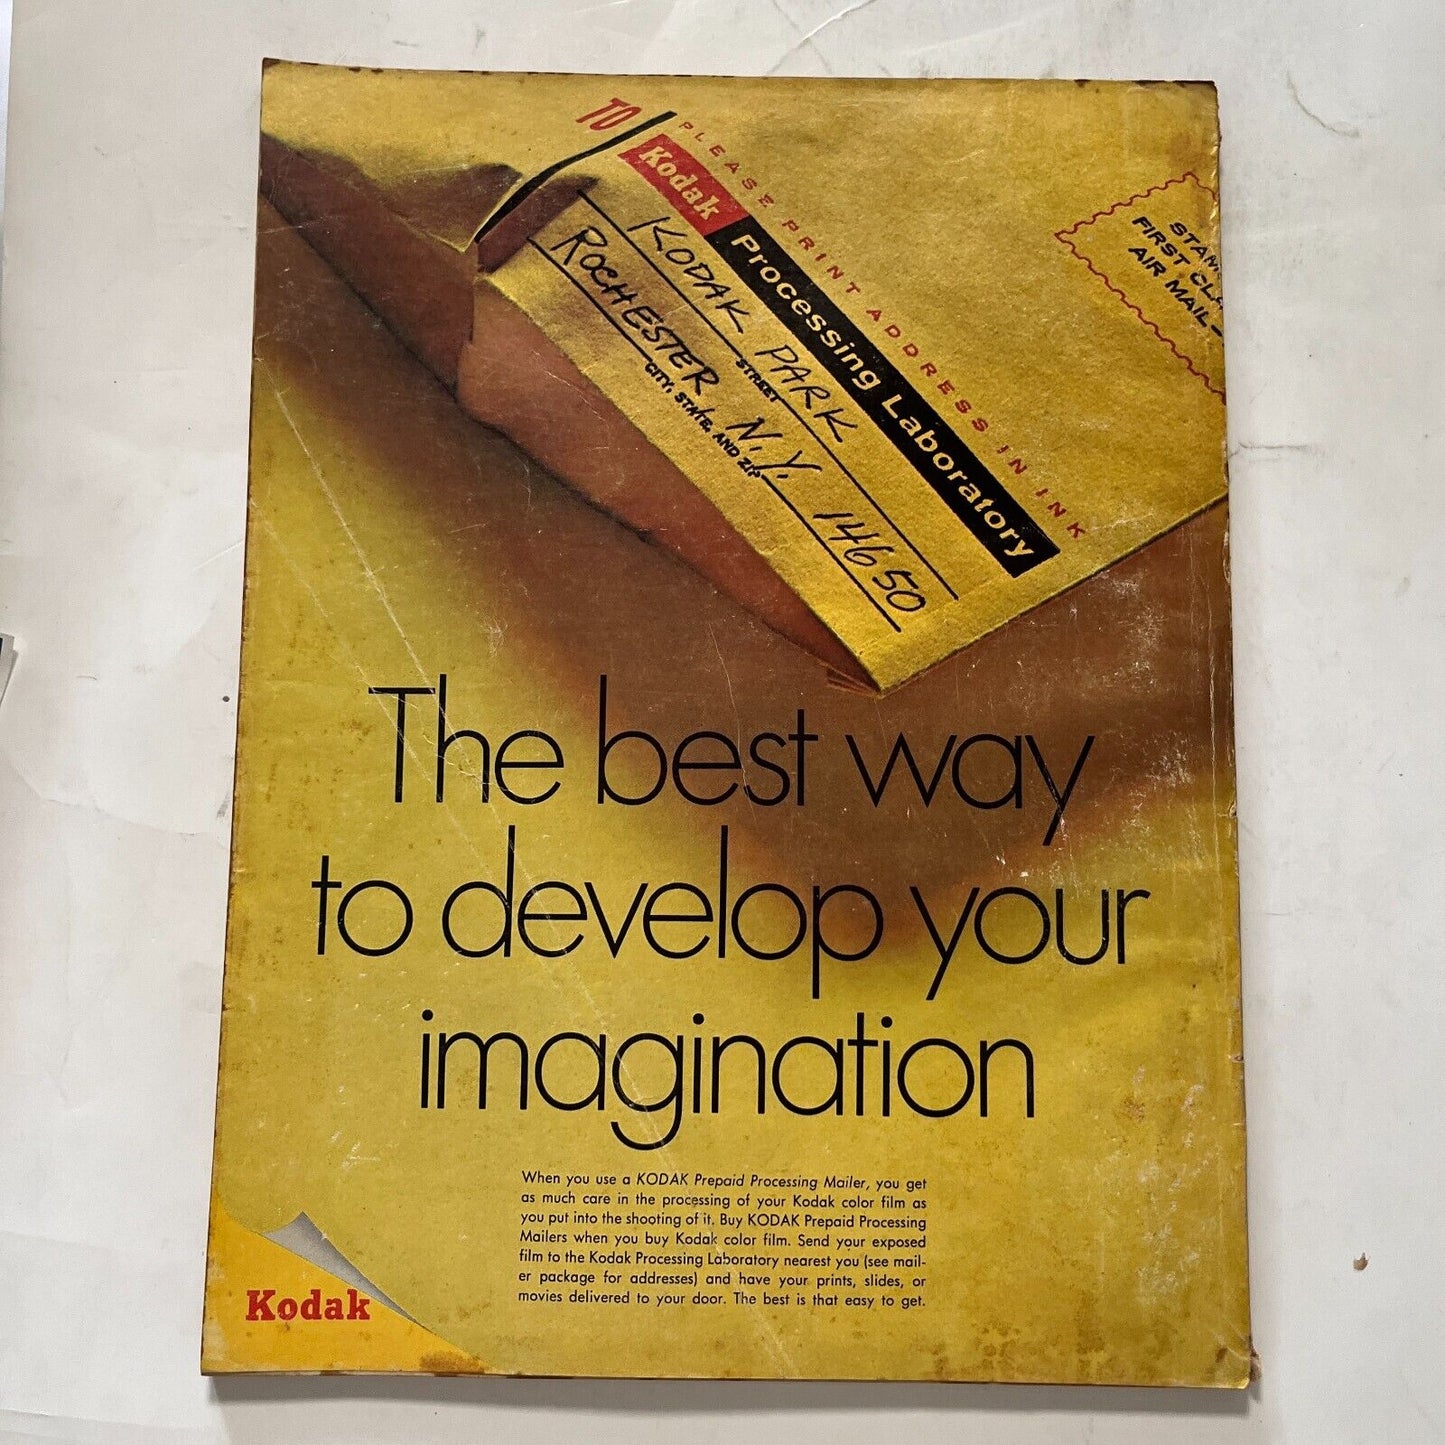 TO
PLEASE PRINT ADDRESS IN INK
Kodak Processing Laboratory
KODAK PARK
STREET
ROCHESTER, N.Y. 14650
CITY, STATE, AND ZIP
FIRST
AIR MAIL–
The best way
to develop your
imagination
When you use a KODAK Prepaid Processing Mailer, you get
as much care in the processing of your Kodak color film as
you put into the shooting of it. Buy KODAK Prepaid Processing
Mailers when you buy Kodak color film. Send your exposed
film to the Kodak Processing Laboratory nearest you (see mail-
er package for addresses) and have your prints, slides, or
movies delivered to your door. The best is that easy to get.
Kodak